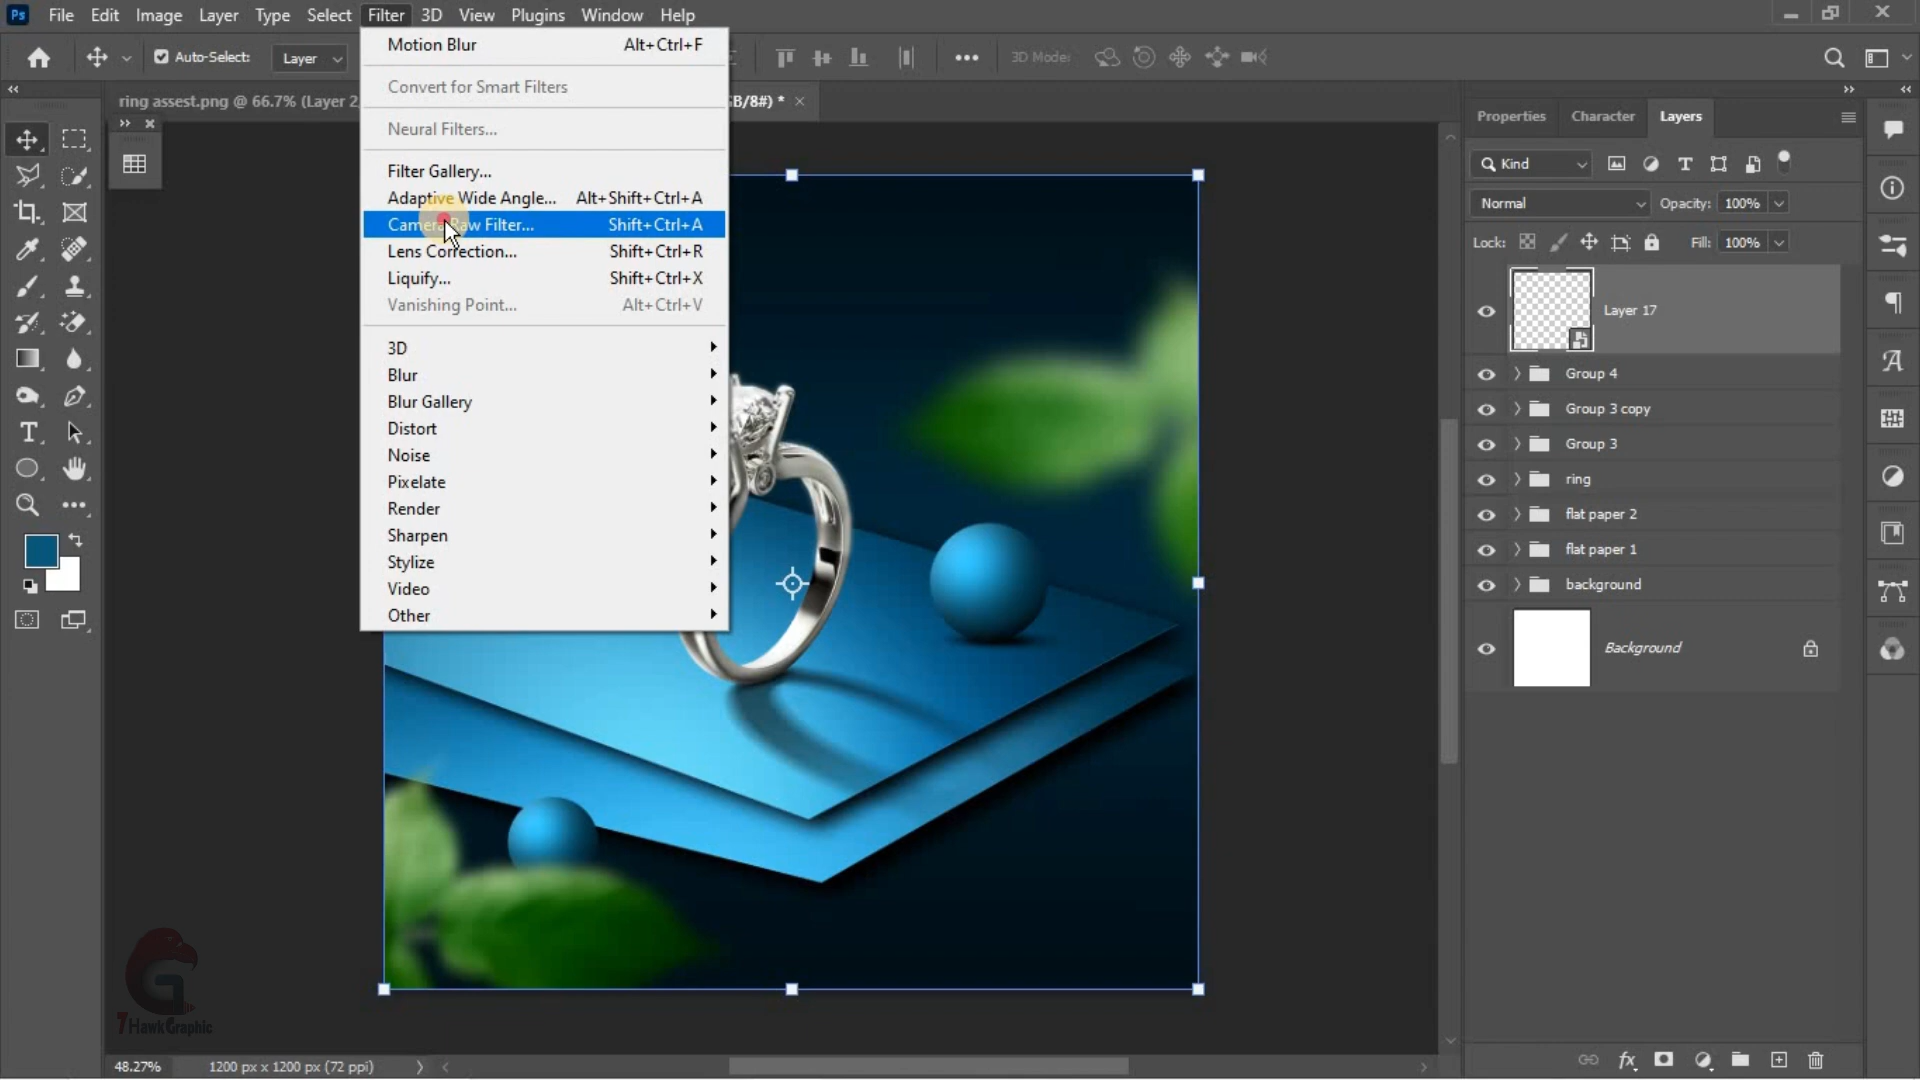 Ps File Edit Image Layer Type Select Filter 3D View Plugins Window Help
Auto-Select: Layer 3D Mode:
ring assest.png @ 66.7% (Layer 2 GB/8#) * ×
Motion Blur Alt+Ctrl+F
Convert for Smart Filters
Neural Filters...
Filter Gallery...
Adaptive Wide Angle... Alt+Shift+Ctrl+A
Camera Raw Filter... Shift+Ctrl+A
Lens Correction... Shift+Ctrl+R
Liquify... Shift+Ctrl+X
Vanishing Point... Alt+Ctrl+V
3D
Blur
Blur Gallery
Distort
Noise
Pixelate
Render
Sharpen
Stylize
Video
Other
Properties Character Layers
Kind
Normal Opacity: 100%
Lock: Fill: 100%
Layer 17
Group 4
Group 3 copy
Group 3
ring
flat paper 2
flat paper 1
background
Background
7HawkGraphic
48.27% 1200 px x 1200 px (72 ppi)